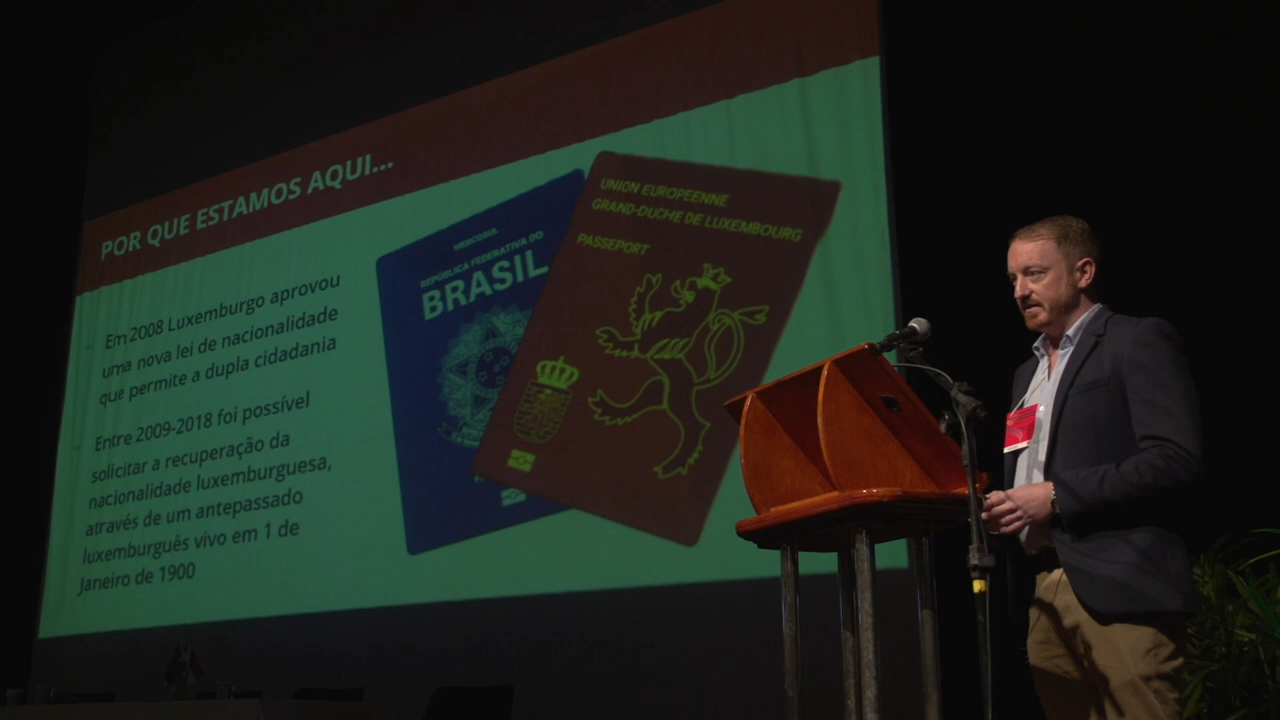 POR QUE ESTAMOS AQUI...
Em 2008 Luxemburgo aprovou
uma nova lei de nacionalidade
que permite a dupla cidadania
Entre 2009-2018 foi possível
solicitar a recuperação da
nacionalidade luxemburguesa,
através de um antepassado
luxemburguês vivo em 1 de
Janeiro de 1900
MERCOSUL
REPÚBLICA FEDERATIVA DO
BRASIL
UNION EUROPEENNE
GRAND-DUCHE DE LUXEMBOURG
PASSEPORT